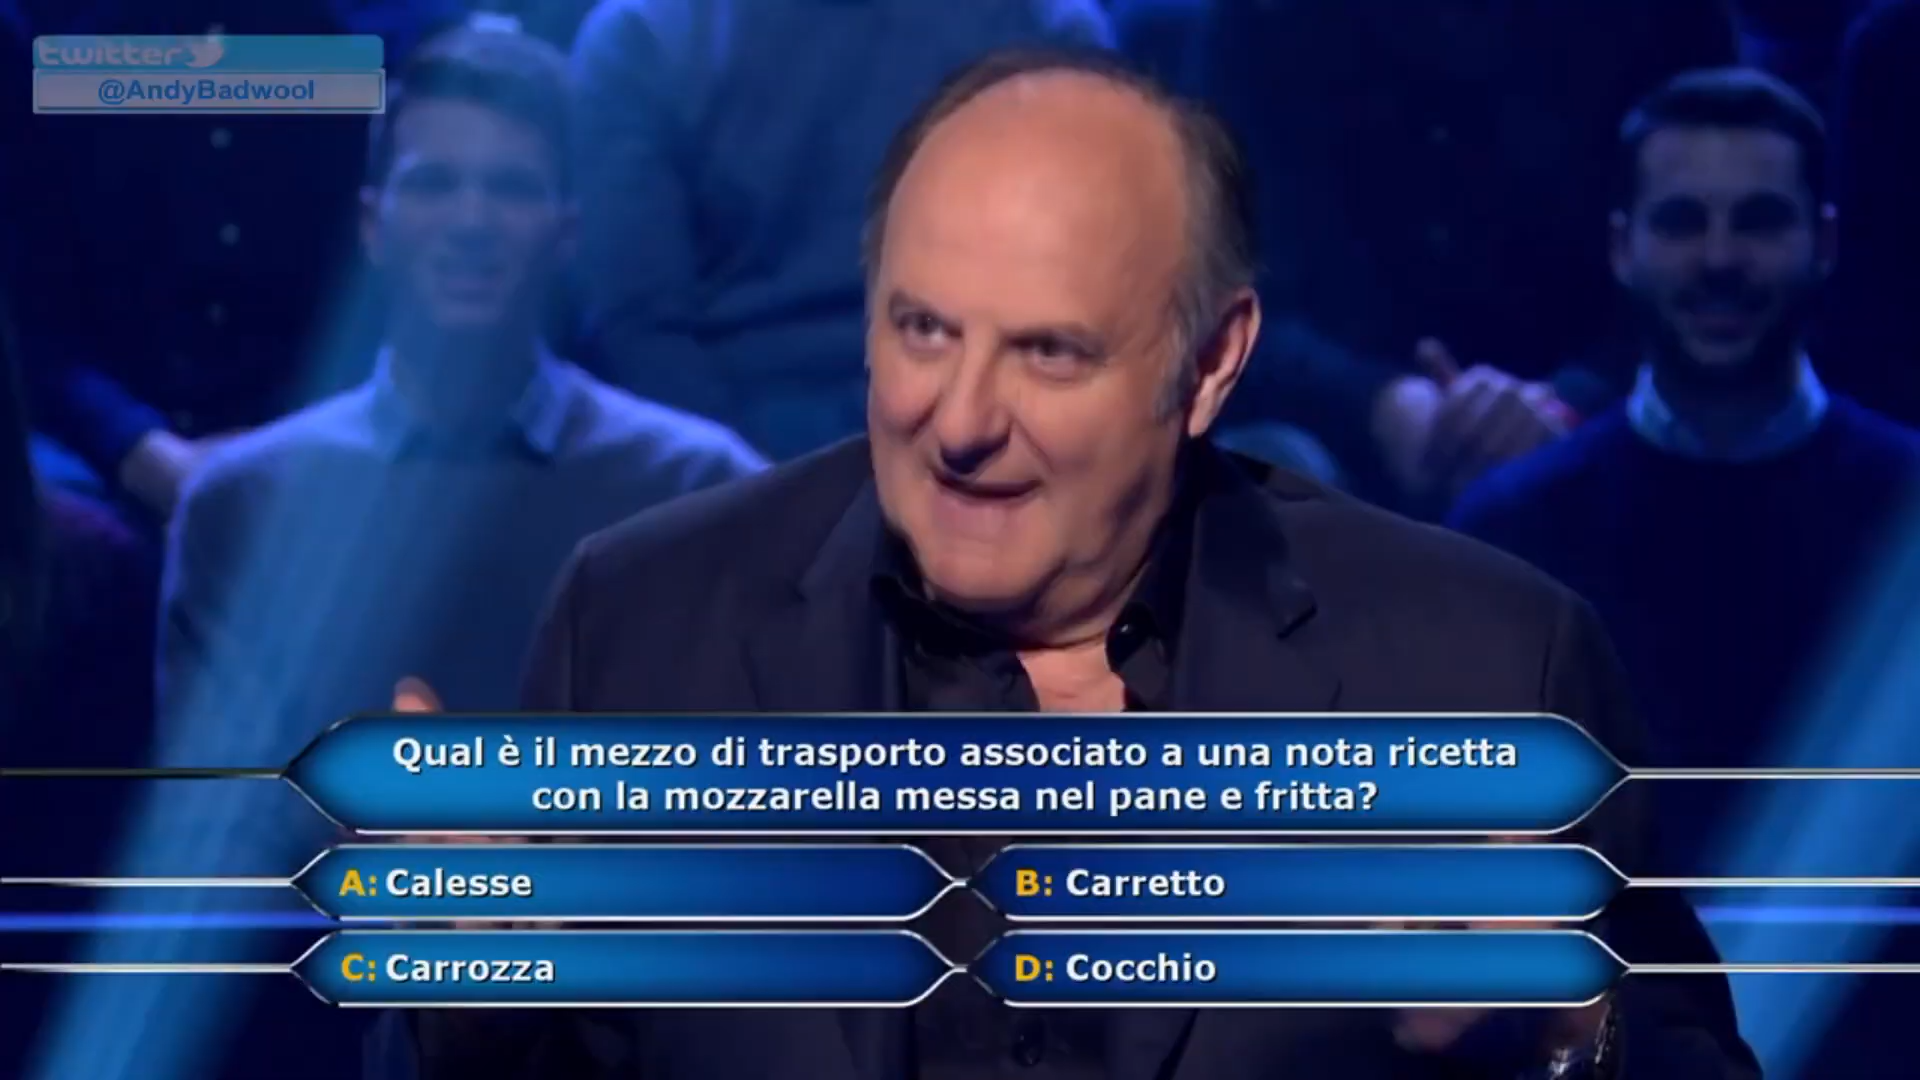 twitter
@AndyBadwool
Qual è il mezzo di trasporto associato a una nota ricetta
con la mozzarella messa nel pane e fritta?
A: Calesse
B: Carretto
C: Carrozza
D: Cocchio